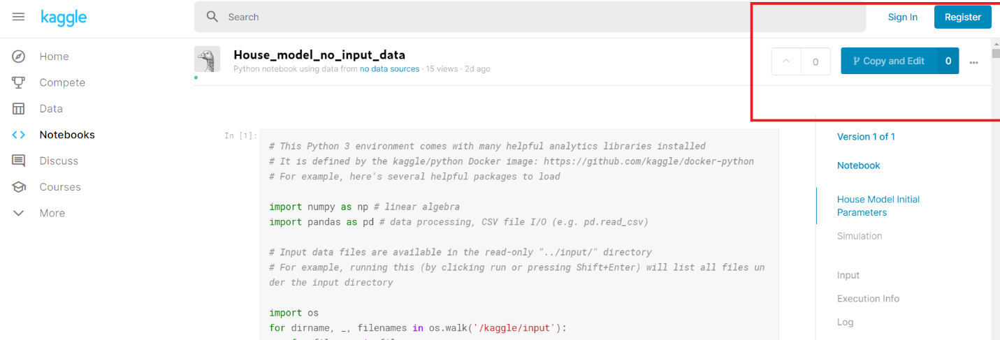 kaggle
Search
Sign In
Register
Home
Compete
Data
Notebooks
Discuss
Courses
More
House_model_no_input_data
Python notebook using data from no data sources · 15 views · 2d ago
0
Copy and Edit 0
In [1]:
# This Python 3 environment comes with many helpful analytics libraries installed
# It is defined by the kaggle/python Docker image: https://github.com/kaggle/docker-python
# For example, here's several helpful packages to load
import numpy as np # linear algebra
import pandas as pd # data processing, CSV file I/O (e.g. pd.read_csv)
# Input data files are available in the read-only "../input/" directory
# For example, running this (by clicking run or pressing Shift+Enter) will list all files un
der the input directory
import os
for dirname, _, filenames in os.walk('/kaggle/input'):
Version 1 of 1
Notebook
House Model Initial
Parameters
Simulation
Input
Execution Info
Log